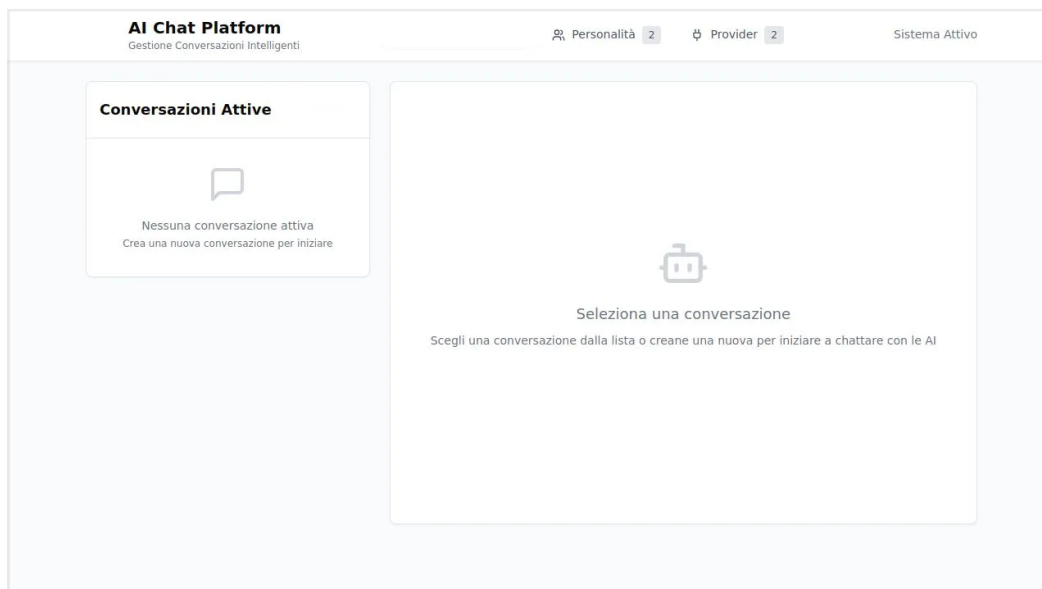 AI Chat Platform
Gestione Conversazioni Intelligenti
Personalità 2
Provider 2
Sistema Attivo
Conversazioni Attive
Nessuna conversazione attiva
Crea una nuova conversazione per iniziare
Seleziona una conversazione
Scegli una conversazione dalla lista o creane una nuova per iniziare a chattare con le AI